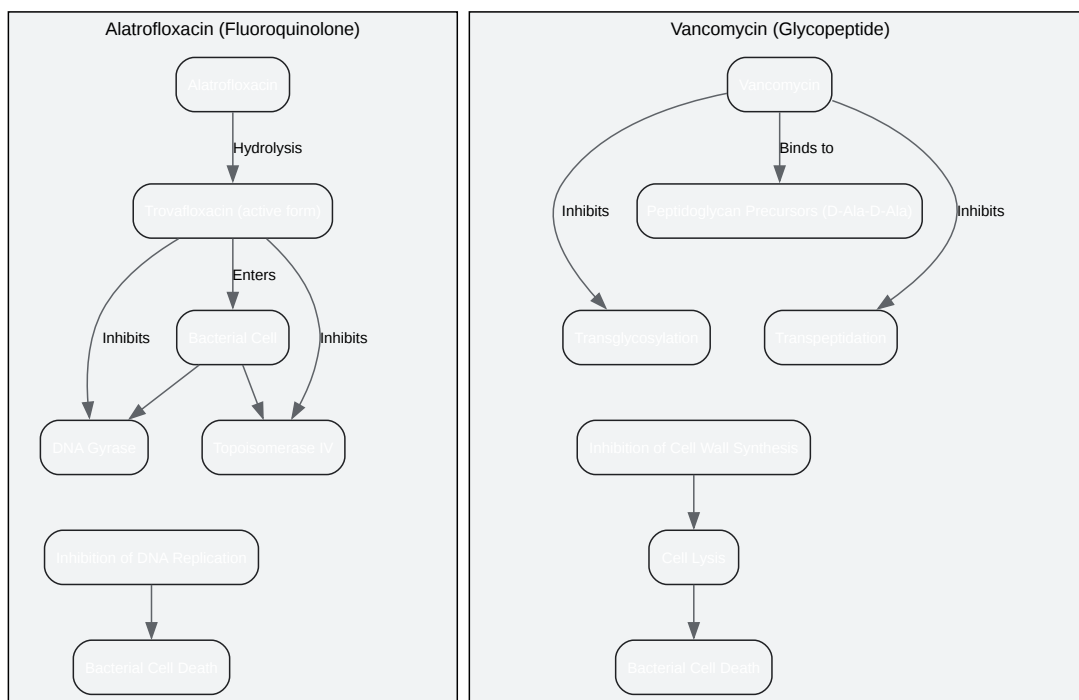 Alatrofloxacin (Fluoroquinolone)
Alatrofloxacin
Hydrolysis
Trovafloxacin (active form)
Enters
Inhibits
Bacterial Cell
Inhibits
DNA Gyrase
Topoisomerase IV
Inhibition of DNA Replication
Bacterial Cell Death
Vancomycin (Glycopeptide)
Vancomycin
Binds to
Inhibits
Peptidoglycan Precursors (D-Ala-D-Ala)
Inhibits
Transglycosylation
Transpeptidation
Inhibition of Cell Wall Synthesis
Cell Lysis
Bacterial Cell Death